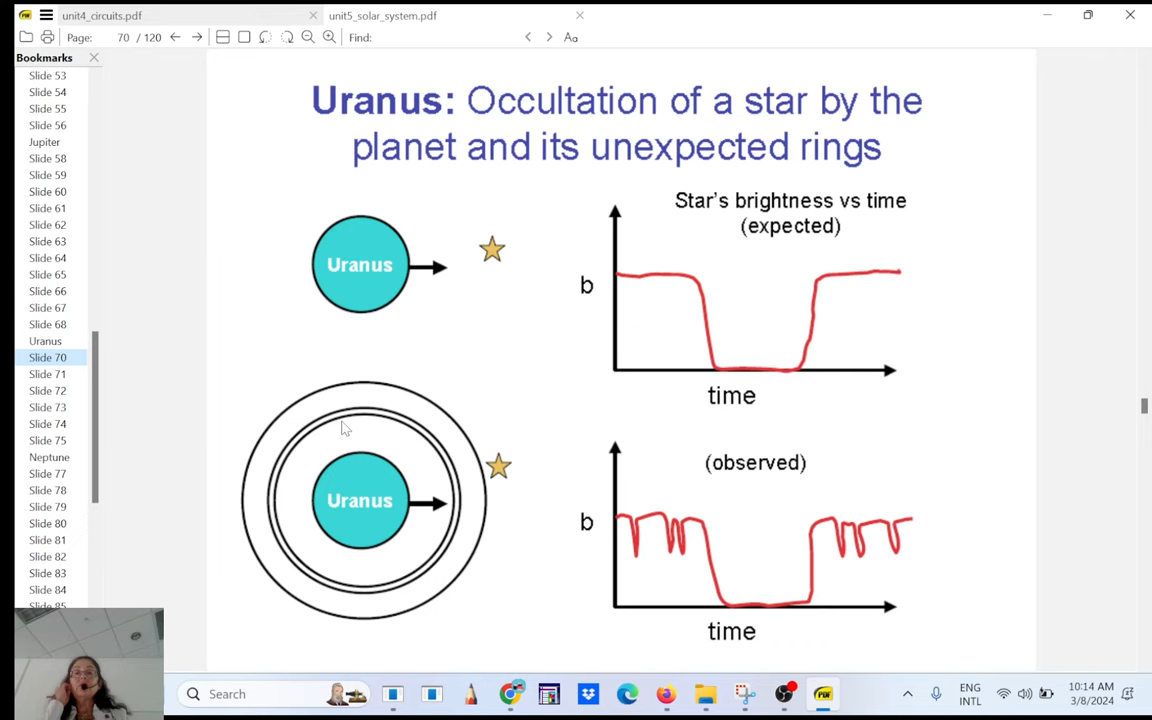 unit4_circuits.pdf
unit5_solar_system.pdf
Page: 70 / 120
Find:
Aa
Bookmarks
Slide 53
Slide 54
Slide 55
Slide 56
Jupiter
Slide 58
Slide 59
Slide 60
Slide 61
Slide 62
Slide 63
Slide 64
Slide 65
Slide 66
Slide 67
Slide 68
Uranus
Slide 70
Slide 71
Slide 72
Slide 73
Slide 74
Slide 75
Neptune
Slide 77
Slide 78
Slide 79
Slide 80
Slide 81
Slide 82
Slide 83
Slide 84
Slide 85
Uranus: Occultation of a star by the
planet and its unexpected rings
Uranus
Star's brightness vs time
(expected)
b
time
Uranus
(observed)
b
time
Search
PDF
ENG
INTL
10:14 AM
3/8/2024